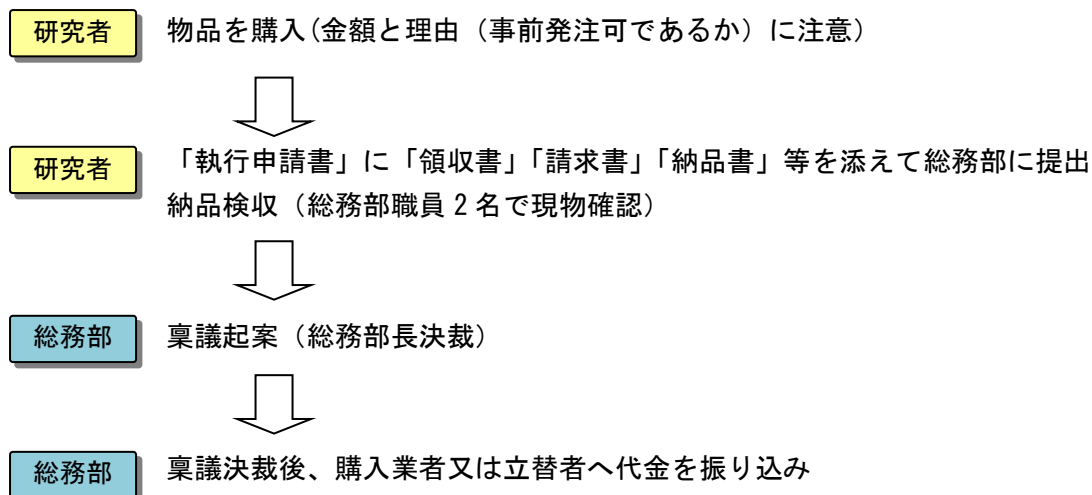 研究者 物品を購入(金額と理由（事前発注可であるか）に注意）
研究者 「執行申請書」に「領収書」「請求書」「納品書」等を添えて総務部に提出
納品検収（総務部職員２名で現物確認）
総務部 稟議起案（総務部長決裁）
総務部 稟議決裁後、購入業者又は立替者へ代金を振り込み